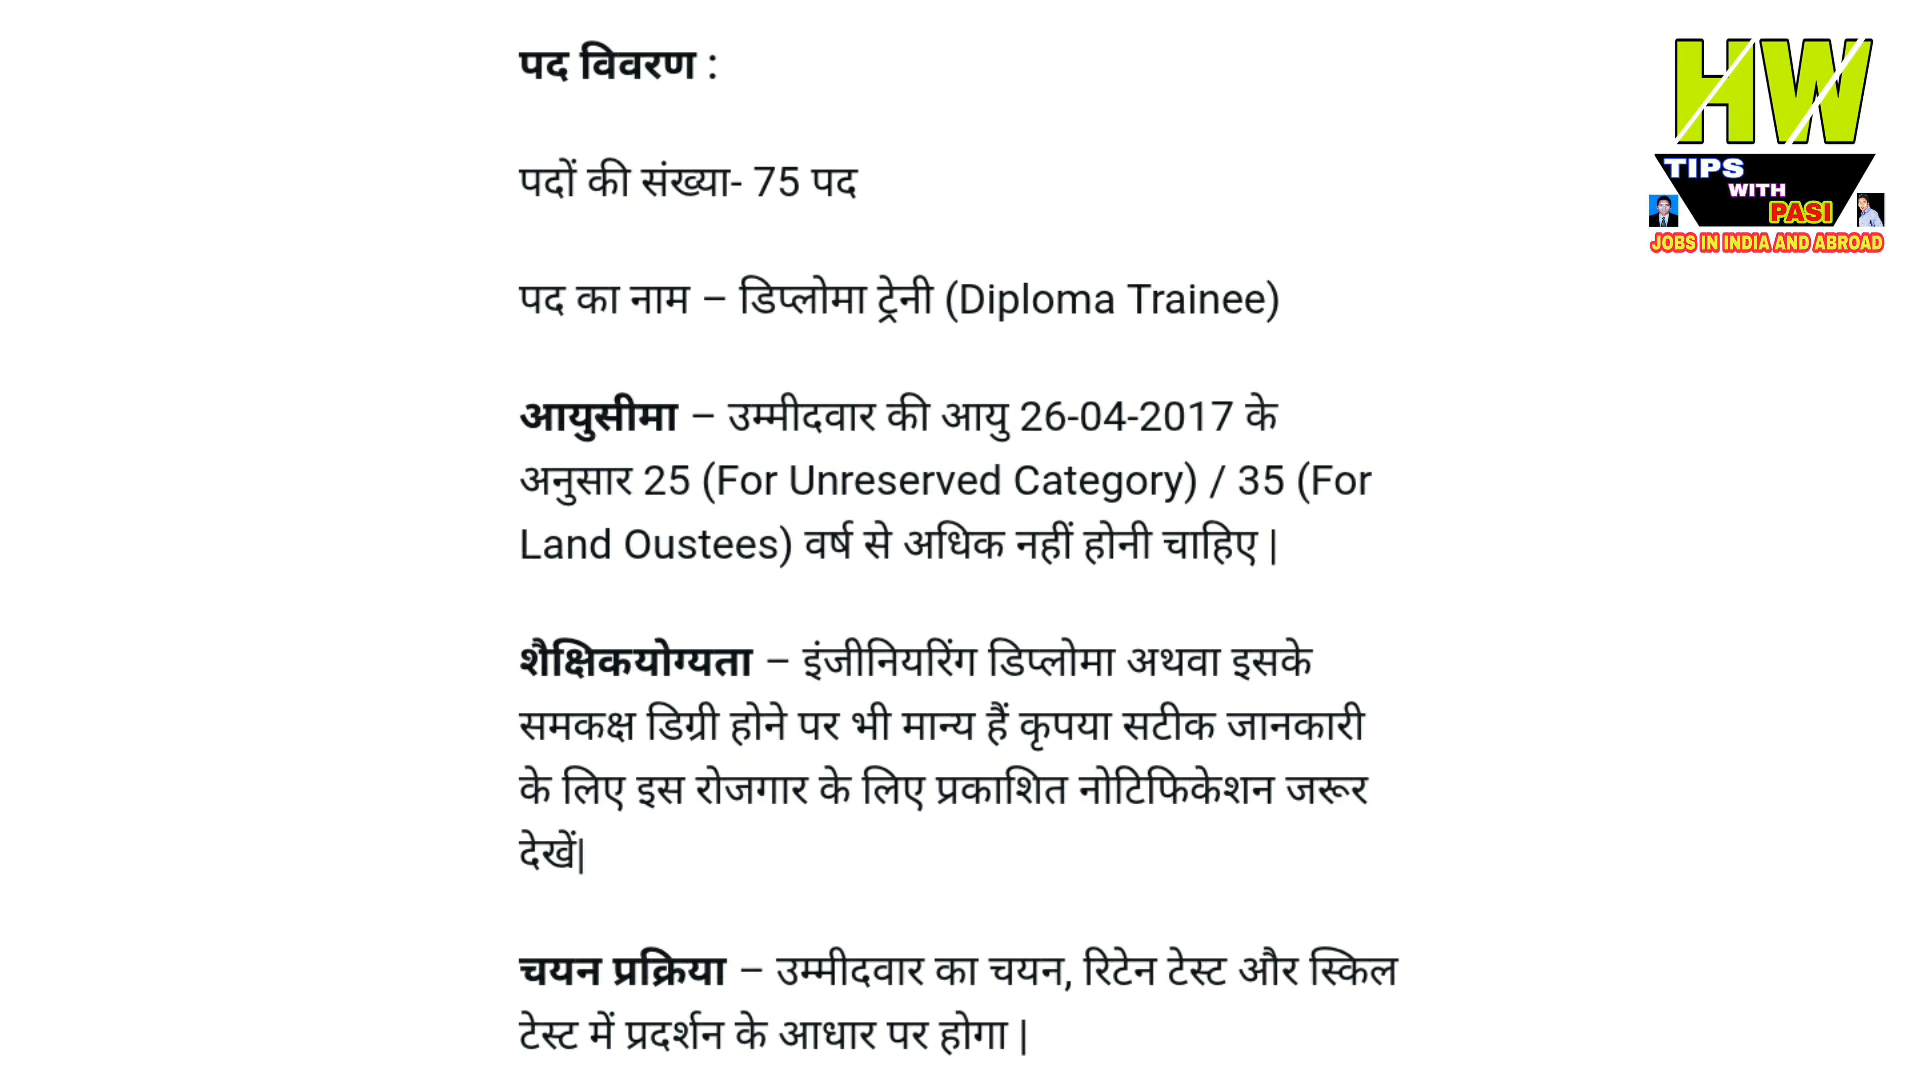 पद विवरण :
पदों की संख्या- 75 पद
पद का नाम – डिप्लोमा ट्रेनी (Diploma Trainee)
आयुसीमा – उम्मीदवार की आयु 26-04-2017 के
अनुसार 25 (For Unreserved Category) / 35 (For
Land Oustees) वर्ष से अधिक नहीं होनी चाहिए |
शैक्षिकयोग्यता – इंजीनियरिंग डिप्लोमा अथवा इसके
समकक्ष डिग्री होने पर भी मान्य हैं कृपया सटीक जानकारी
के लिए इस रोजगार के लिए प्रकाशित नोटिफिकेशन जरूर
देखें|
चयन प्रक्रिया – उम्मीदवार का चयन, रिटेन टेस्ट और स्किल
टेस्ट में प्रदर्शन के आधार पर होगा |
HW
TIPS
WITH
PASI
JOBS IN INDIA AND ABROAD